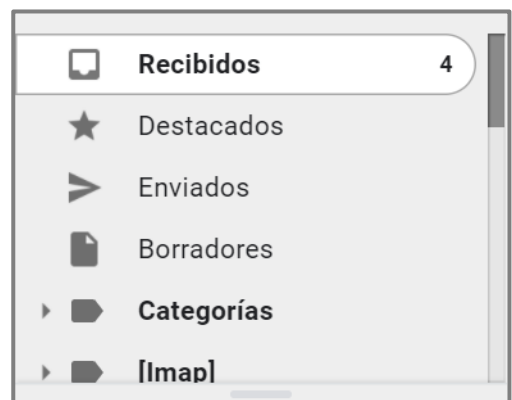 Recibidos 4
Destacados
Enviados
Borradores
Categorías
[Imap]